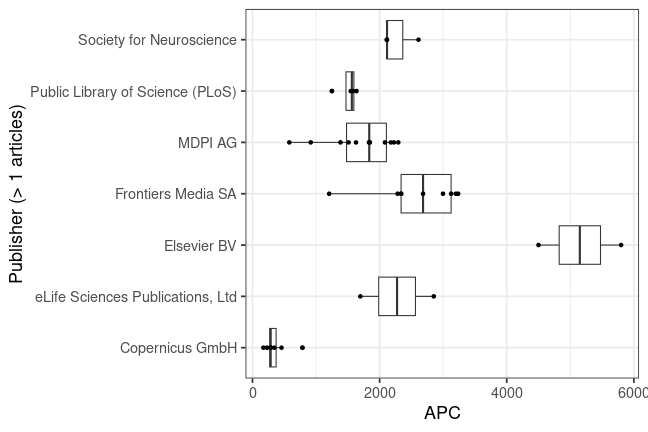 Publisher (> 1 articles)
Society for Neuroscience
Public Library of Science (PLoS)
MDPI AG
Frontiers Media SA
Elsevier BV
eLife Sciences Publications, Ltd
Copernicus GmbH
0 2000 4000 6000
APC